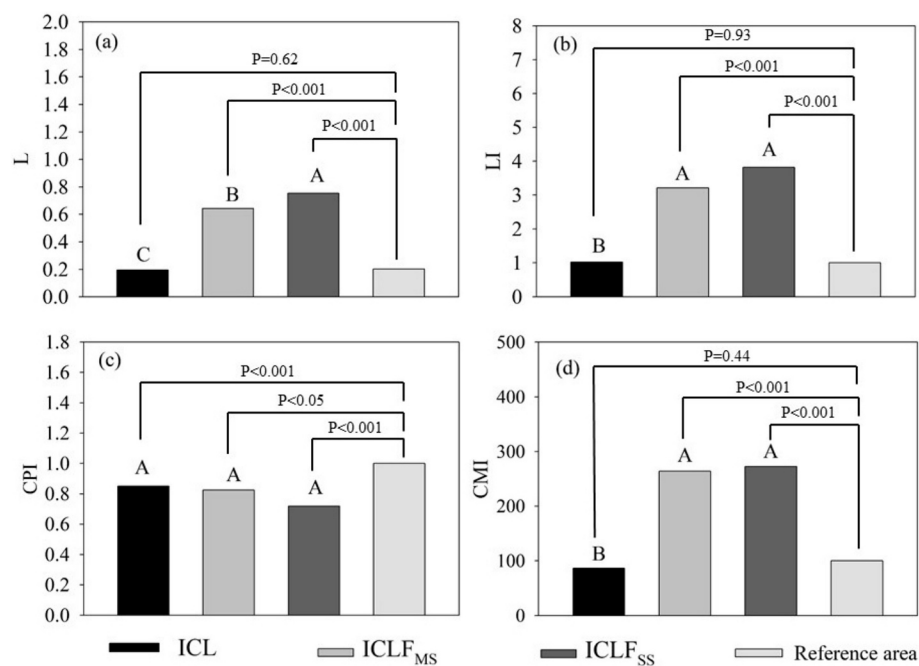 (a)
2.0
1.8
1.6
1.4
1.2
1.0
0.8
0.6
0.4
0.2
0.0
L
P=0.62
P<0.001
P<0.001
C
B
A
(b)
8
7
6
5
4
3
2
1
0
LI
P=0.93
P<0.001
P<0.001
B
A
A
(c)
1.8
1.6
1.4
1.2
1.0
0.8
0.6
0.4
0.2
0.0
CPI
P<0.001
P<0.05
P<0.001
A
A
A
(d)
500
400
300
200
100
0
CMI
P=0.44
P<0.001
P<0.001
B
A
A
ICL
ICLF MS
ICLF SS
Reference area